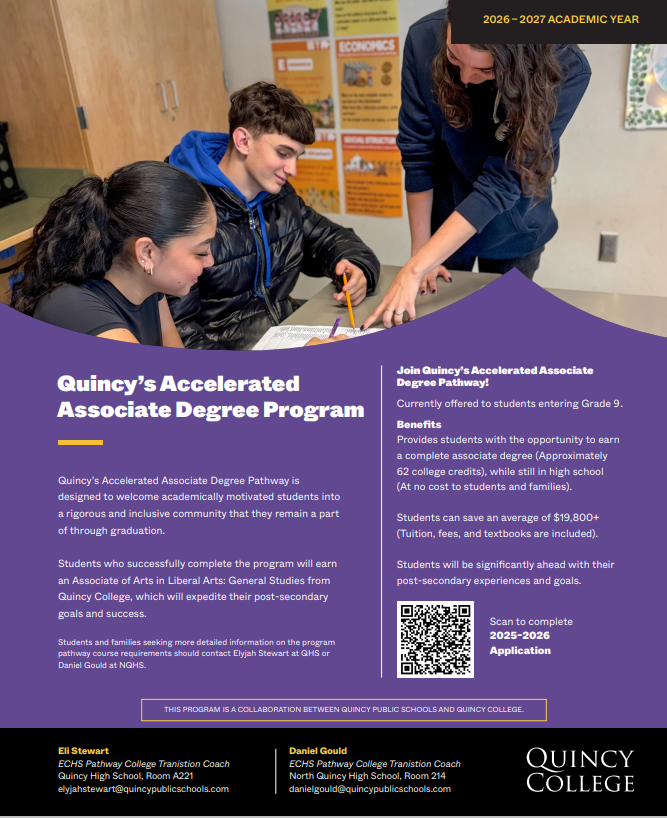 2026 – 2027 ACADEMIC YEAR
ECONOMICS
SOCIAL STRUCTURE
Quincy's Accelerated
Associate Degree Program
Quincy's Accelerated Associate Degree Pathway is
designed to welcome academically motivated students into
a rigorous and inclusive community that they remain a part
of through graduation.
Students who successfully complete the program will earn
an Associate of Arts in Liberal Arts: General Studies from
Quincy College, which will expedite their post-secondary
goals and success.
Students and families seeking more detailed information on the program
pathway course requirements should contact Elyjah Stewart at QHS or
Daniel Gould at NQHS.
Join Quincy's Accelerated Associate
Degree Pathway!
Currently offered to students entering Grade 9.
Benefits
Provides students with the opportunity to earn
a complete associate degree (Approximately
62 college credits), while still in high school
(At no cost to students and families).
Students can save an average of $19,800+
(Tuition, fees, and textbooks are included).
Students will be significantly ahead with their
post-secondary experiences and goals.
Scan to complete
2025-2026
Application
THIS PROGRAM IS A COLLABORATION BETWEEN QUINCY PUBLIC SCHOOLS AND QUINCY COLLEGE.
Eli Stewart
ECHS Pathway College Tranistion Coach
Quincy High School, Room A221
elyjahstewart@quincypublicschools.com
Daniel Gould
ECHS Pathway College Tranistion Coach
North Quincy High School, Room 214
danielgould@quincypublicschools.com
QUINCY
COLLEGE